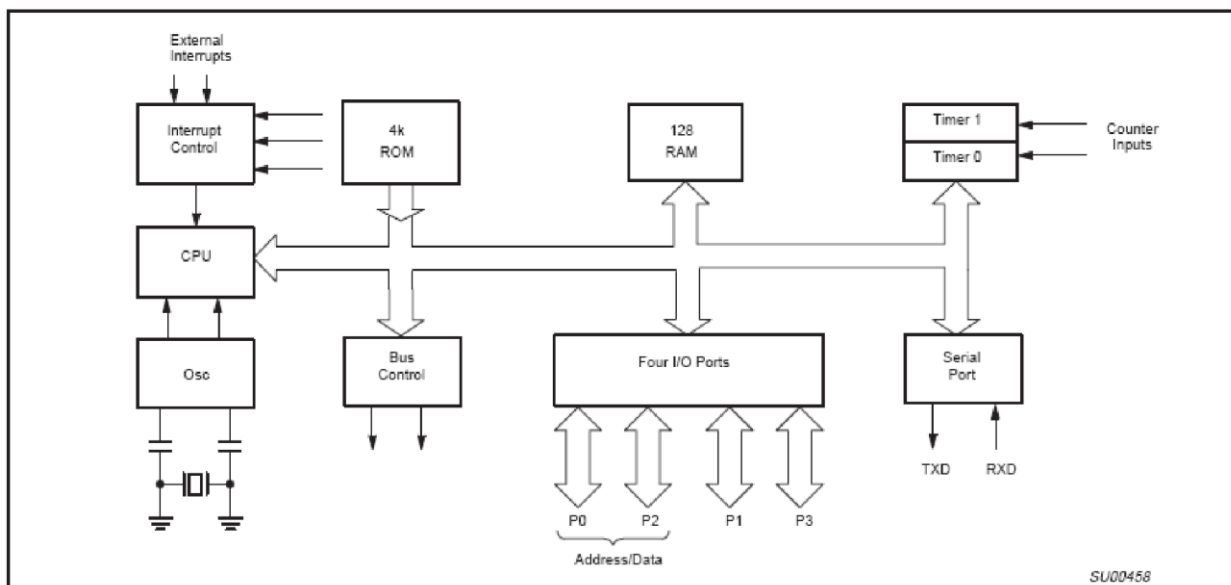 External
Interrupts
Interrupt
Control
4k
ROM
128
RAM
Timer 1
Timer 0
Counter
Inputs
CPU
Osc
Bus
Control
Four I/O Ports
Serial
Port
TXD
RXD
P0
P2
P1
P3
Address/Data
SU00458